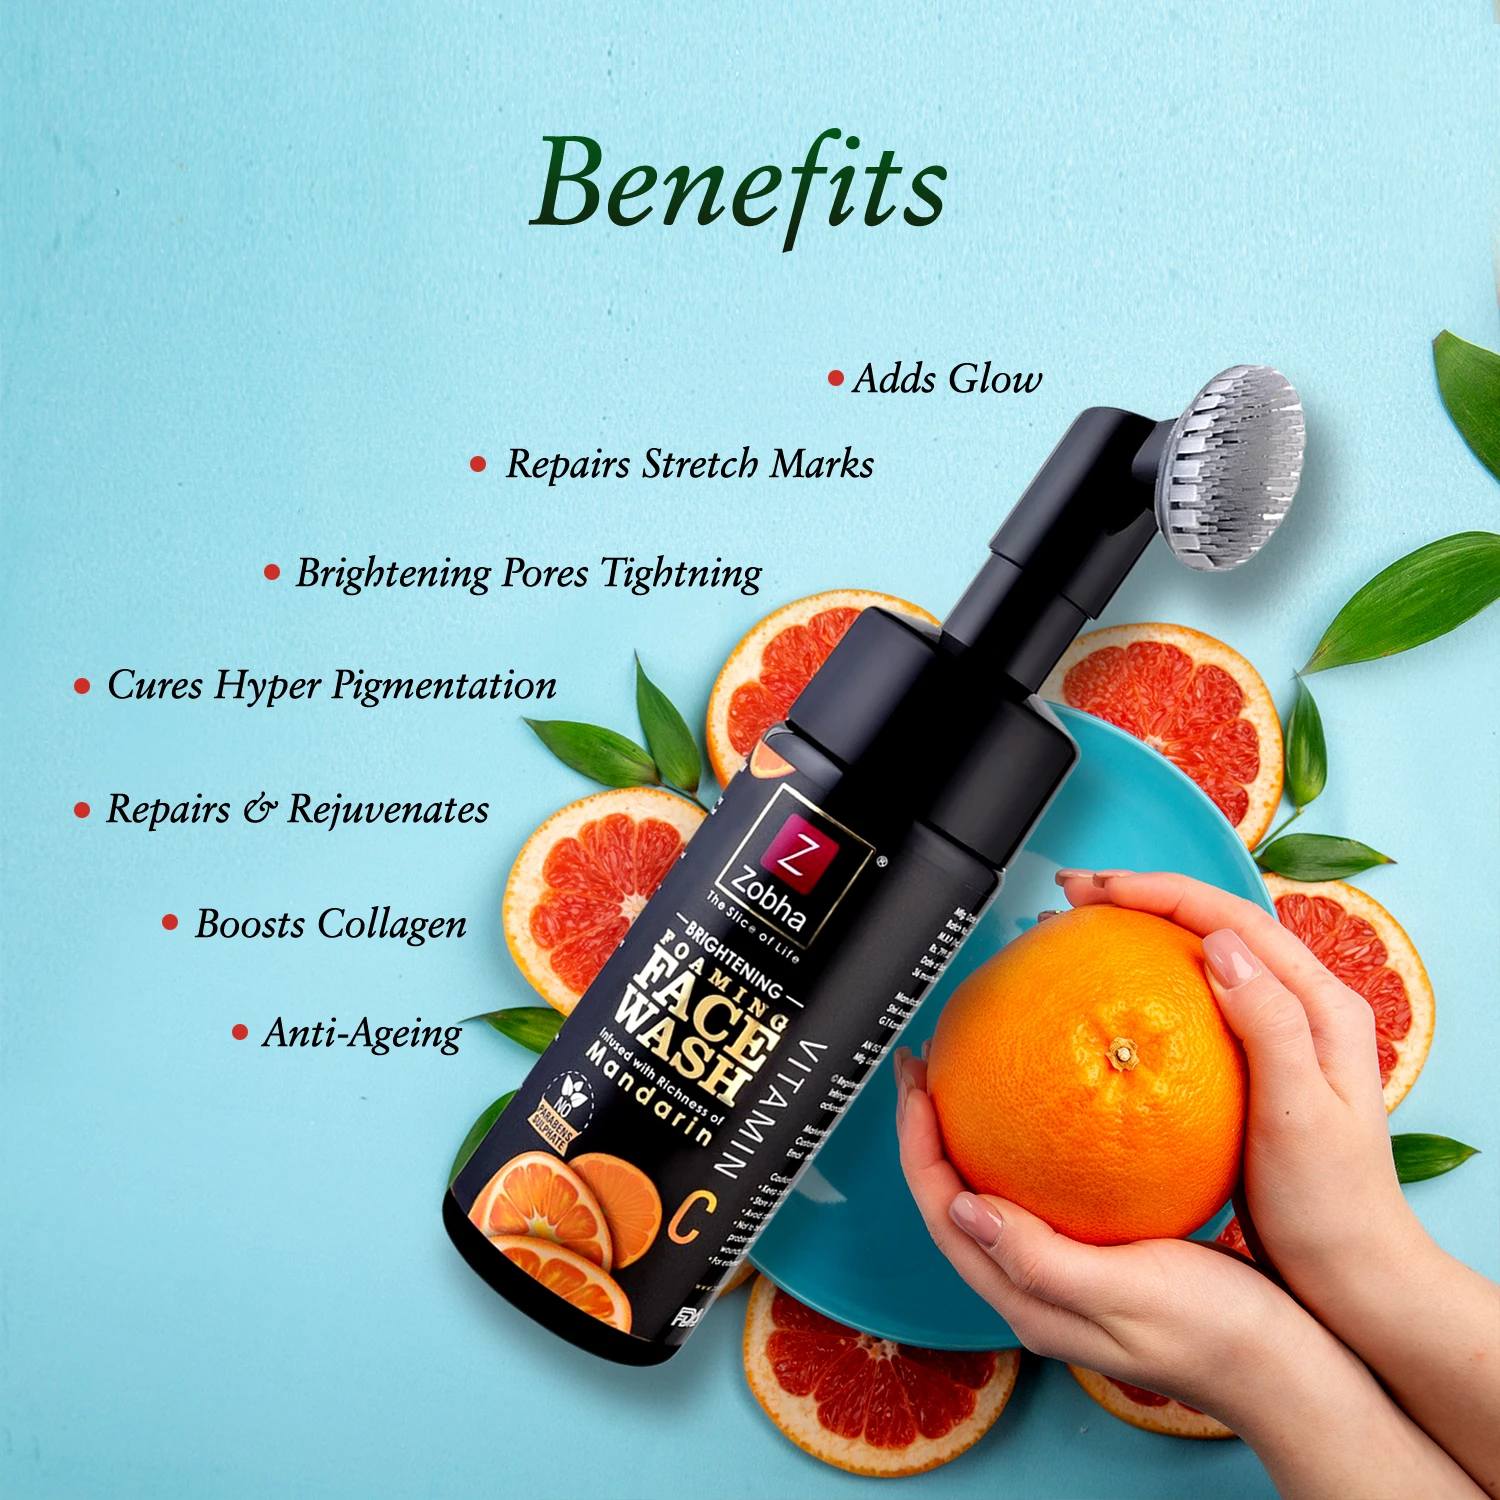 Benefits
Adds Glow
Repairs Stretch Marks
Brightening Pores Tightning
Cures Hyper Pigmentation
Repairs & Rejuvenates
Boosts Collagen
Anti-Ageing
Z
Zobha
®
The Slice of Life
BRIGHTENING
FOAMING
FACE
WASH
Infused with Richness of
Mandarin
VITAMIN
C
NO
PARABENS
SULPHATE